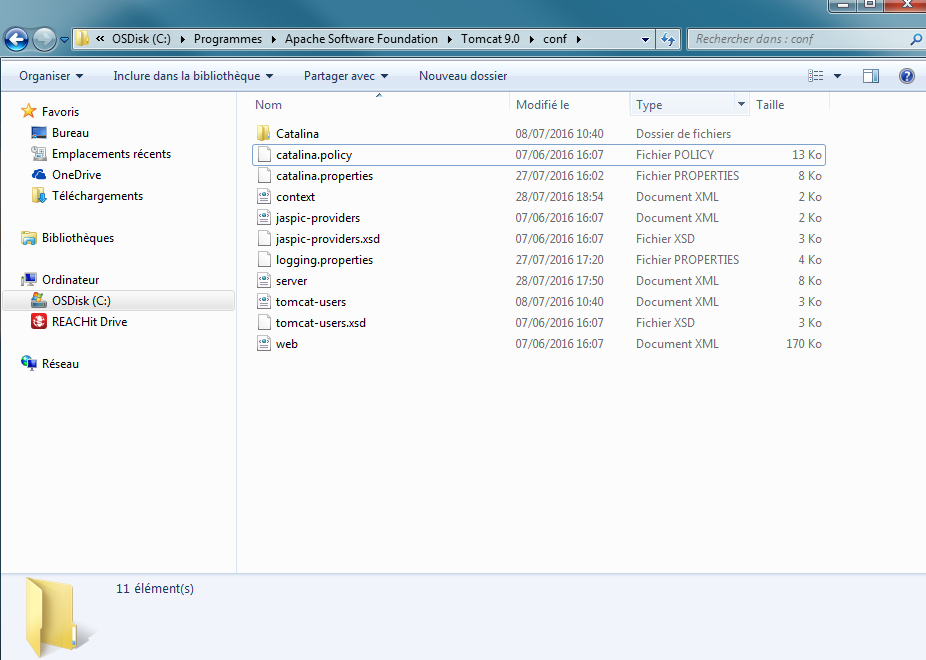 « OSDisk (C:) ▸ Programmes ▸ Apache Software Foundation ▸ Tomcat 9.0 ▸ conf ▸ Rechercher dans : conf
Organiser Inclure dans la bibliothèque Partager avec Nouveau dossier
Favoris
Bureau
Emplacements récents
OneDrive
Téléchargements
Bibliothèques
Ordinateur
OSDisk (C:)
REACHit Drive
Réseau
Nom Modifié le Type Taille
Catalina 08/07/2016 10:40 Dossier de fichiers
catalina.policy 07/06/2016 16:07 Fichier POLICY 13 Ko
catalina.properties 27/07/2016 16:02 Fichier PROPERTIES 8 Ko
context 28/07/2016 18:54 Document XML 2 Ko
jaspic-providers 07/06/2016 16:07 Document XML 2 Ko
jaspic-providers.xsd 07/06/2016 16:07 Fichier XSD 3 Ko
logging.properties 27/07/2016 17:20 Fichier PROPERTIES 4 Ko
server 28/07/2016 17:50 Document XML 8 Ko
tomcat-users 08/07/2016 10:40 Document XML 3 Ko
tomcat-users.xsd 07/06/2016 16:07 Fichier XSD 3 Ko
web 07/06/2016 16:07 Document XML 170 Ko
11 élément(s)